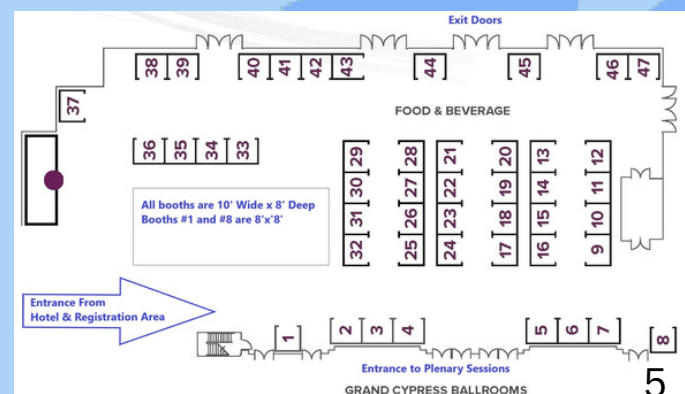 Exit Doors
38 39 40 41 42 43 44 45 46 47
37
FOOD & BEVERAGE
36 35 34 33
29 28 21 20 13 12
30 27 22 19 14 11
31 26 23 18 15 10
32 25 24 17 16 9
All booths are 10' Wide x 8' Deep
Booths #1 and #8 are 8'x'8'
Entrance From
Hotel & Registration Area
1 2 3 4 5 6 7 8
Entrance to Plenary Sessions
GRAND CYPRESS BALLROOMS
5